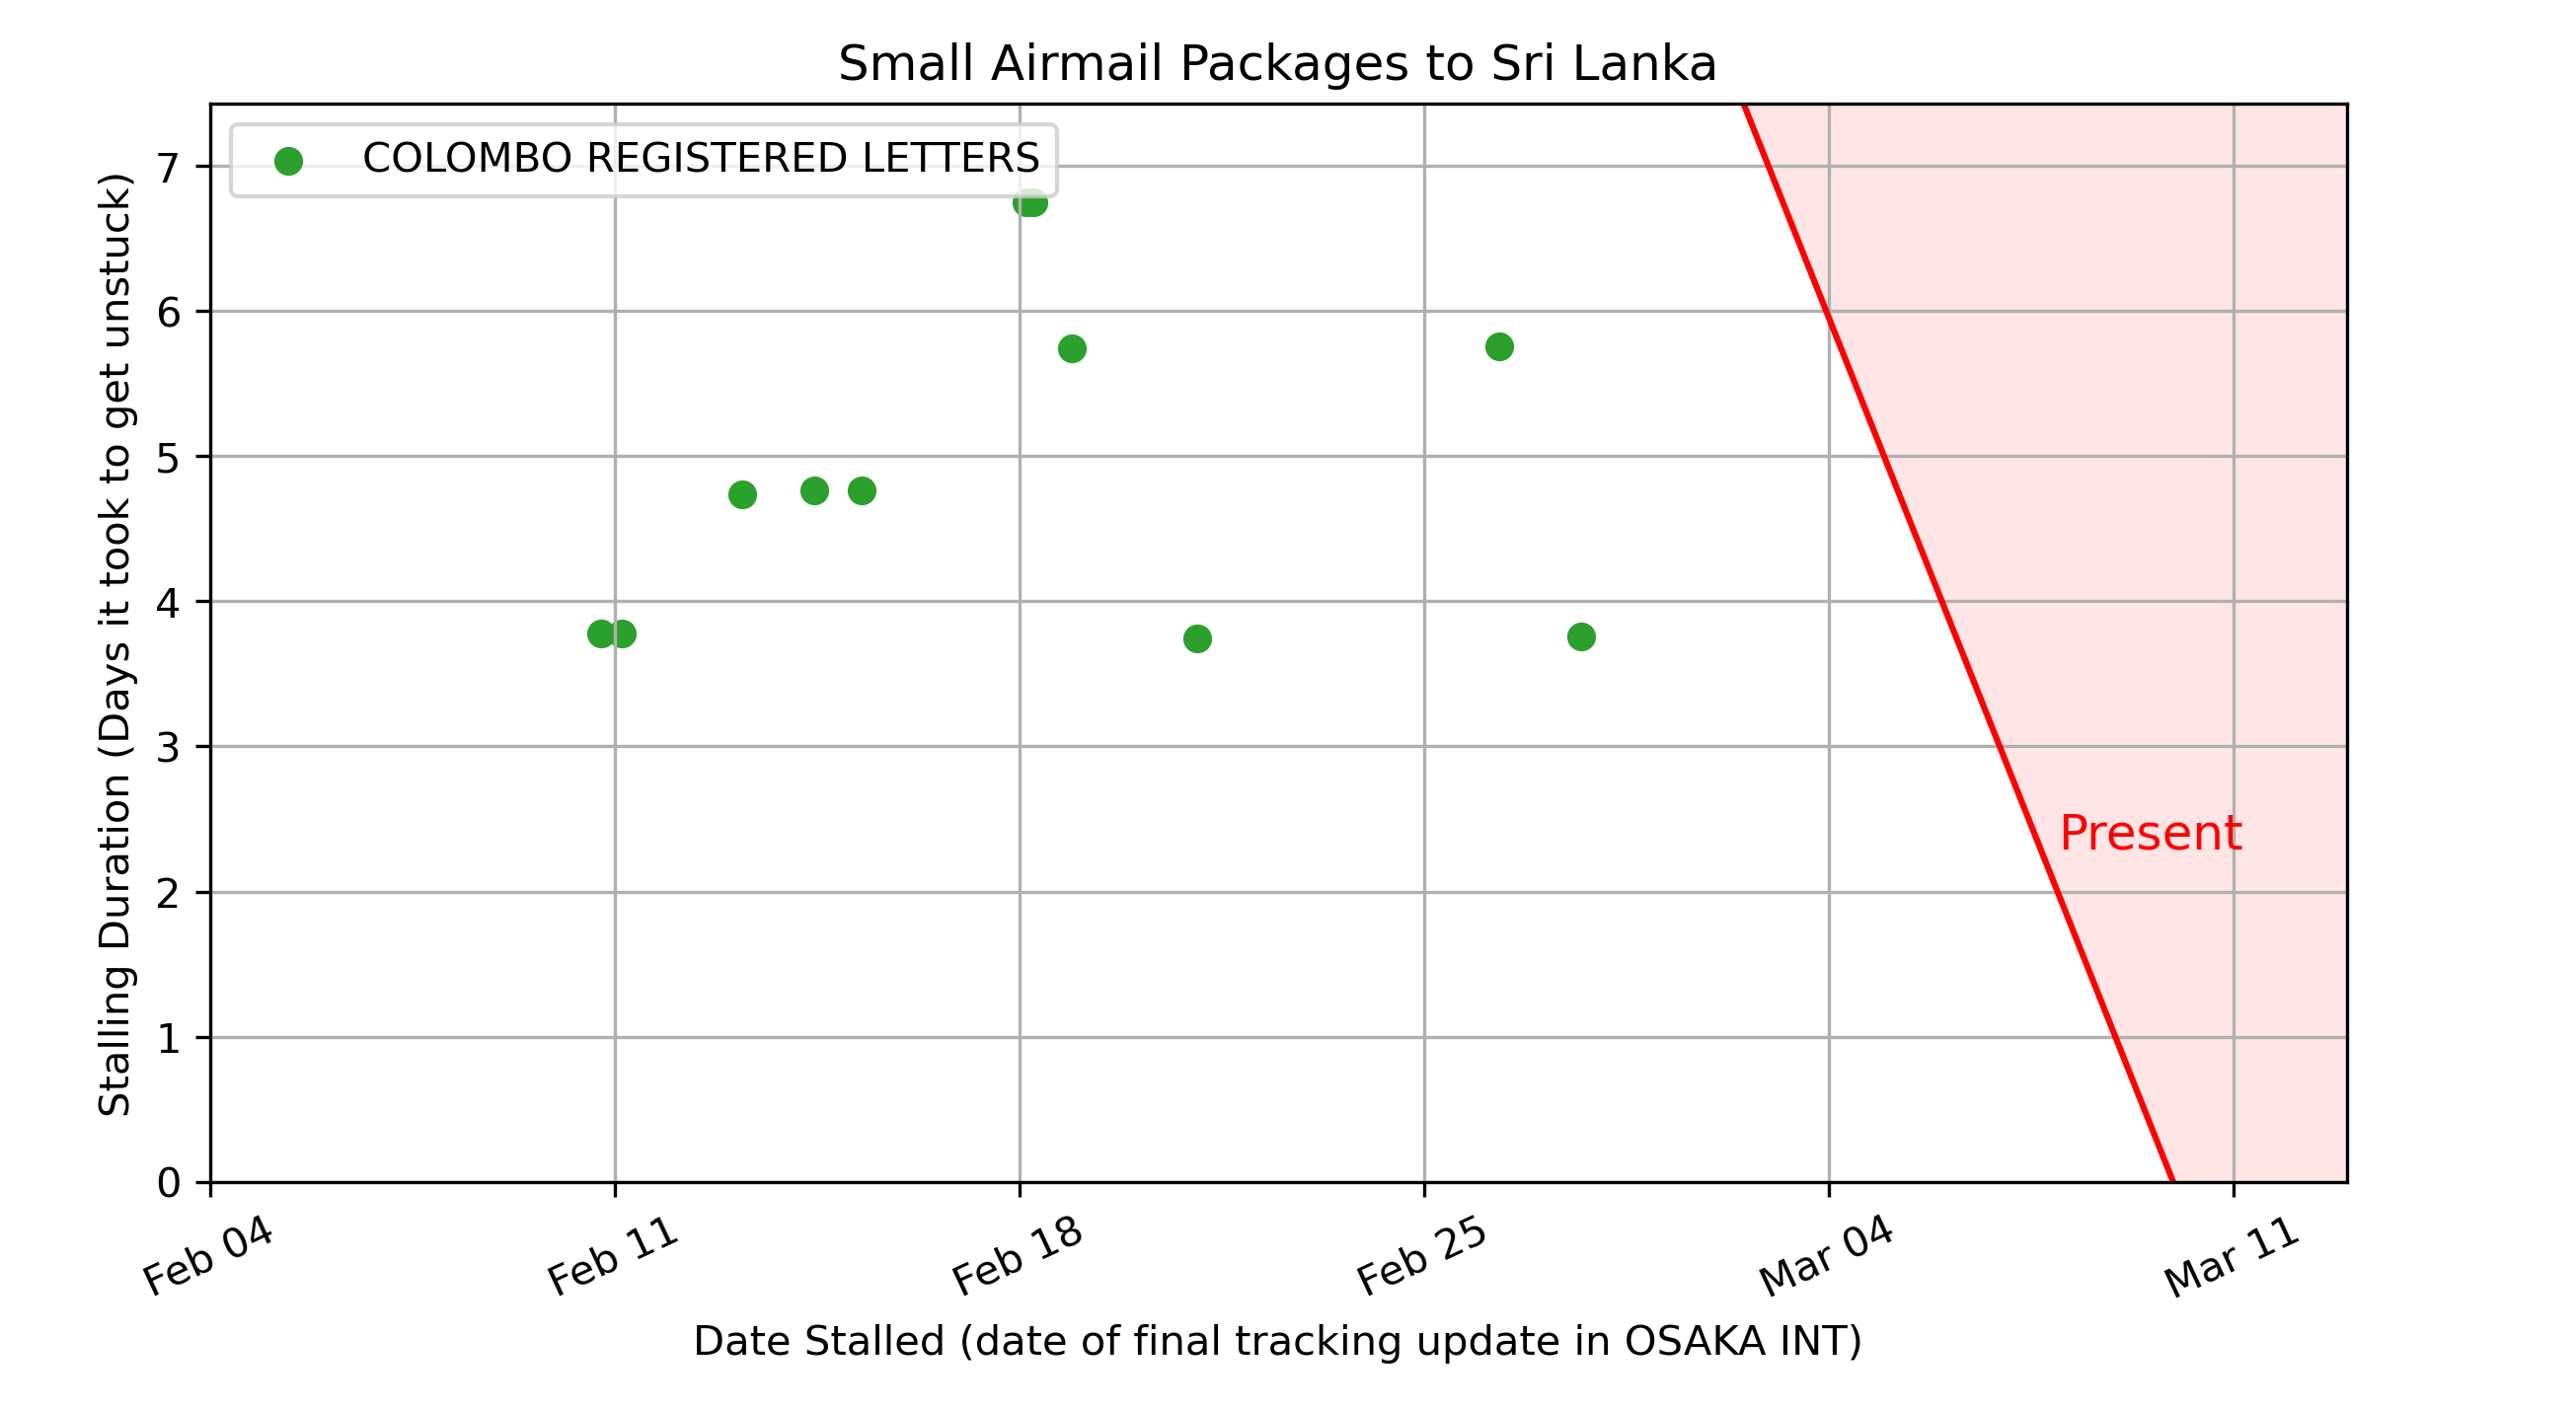 Small Airmail Packages to Sri Lanka
COLOMBO REGISTERED LETTERS
Stalling Duration (Days it took to get unstuck)
7
6
5
4
3
2
1
0
Present
Feb 04
Feb 11
Feb 18
Feb 25
Mar 04
Mar 11
Date Stalled (date of final tracking update in OSAKA INT)